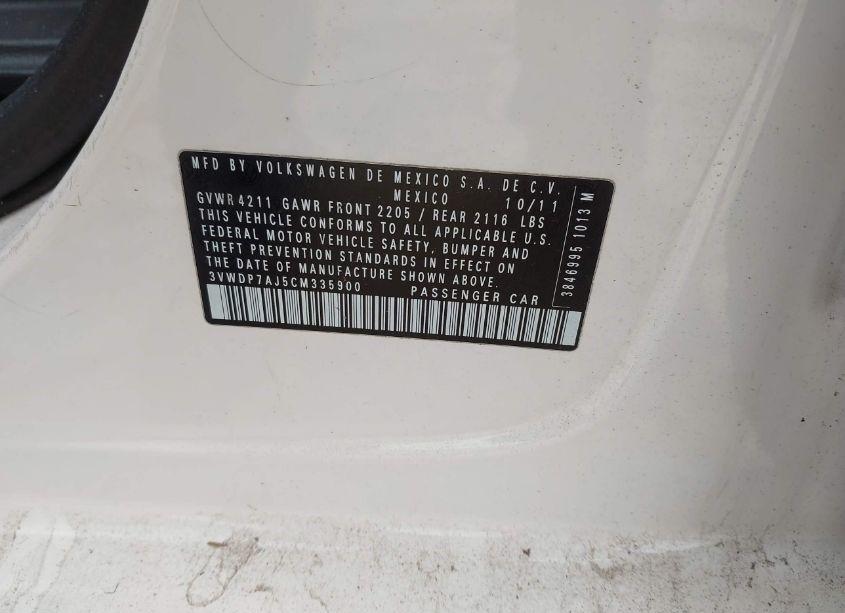 MFD BY VOLKSWAGEN DE MEXICO S.A. DE C.V.
MEXICO 10/11
GVWR 4211 GAWR FRONT 2205 / REAR 2116 LBS
THIS VEHICLE CONFORMS TO ALL APPLICABLE U.S.
FEDERAL MOTOR VEHICLE SAFETY, BUMPER AND
THEFT PREVENTION STANDARDS IN EFFECT ON
THE DATE OF MANUFACTURE SHOWN ABOVE.
3VWDP7AJ5CM335900 PASSENGER CAR
38469951013 M